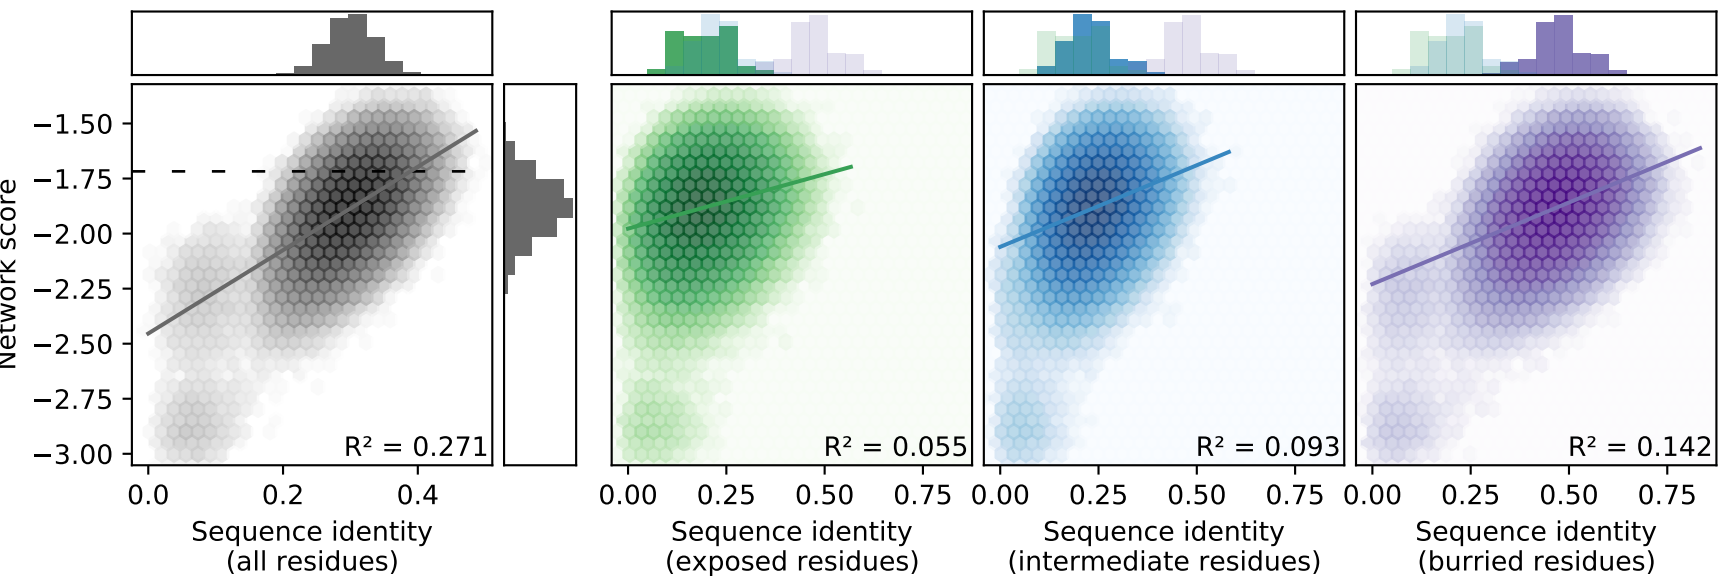 Network score
−1.50
−1.75
−2.00
−2.25
−2.50
−2.75
−3.00
R² = 0.271
R² = 0.055
R² = 0.093
R² = 0.142
0.0 0.2 0.4
0.00 0.25 0.50 0.75
0.00 0.25 0.50 0.75
0.00 0.25 0.50 0.75
Sequence identity
(all residues)
Sequence identity
(exposed residues)
Sequence identity
(intermediate residues)
Sequence identity
(burried residues)